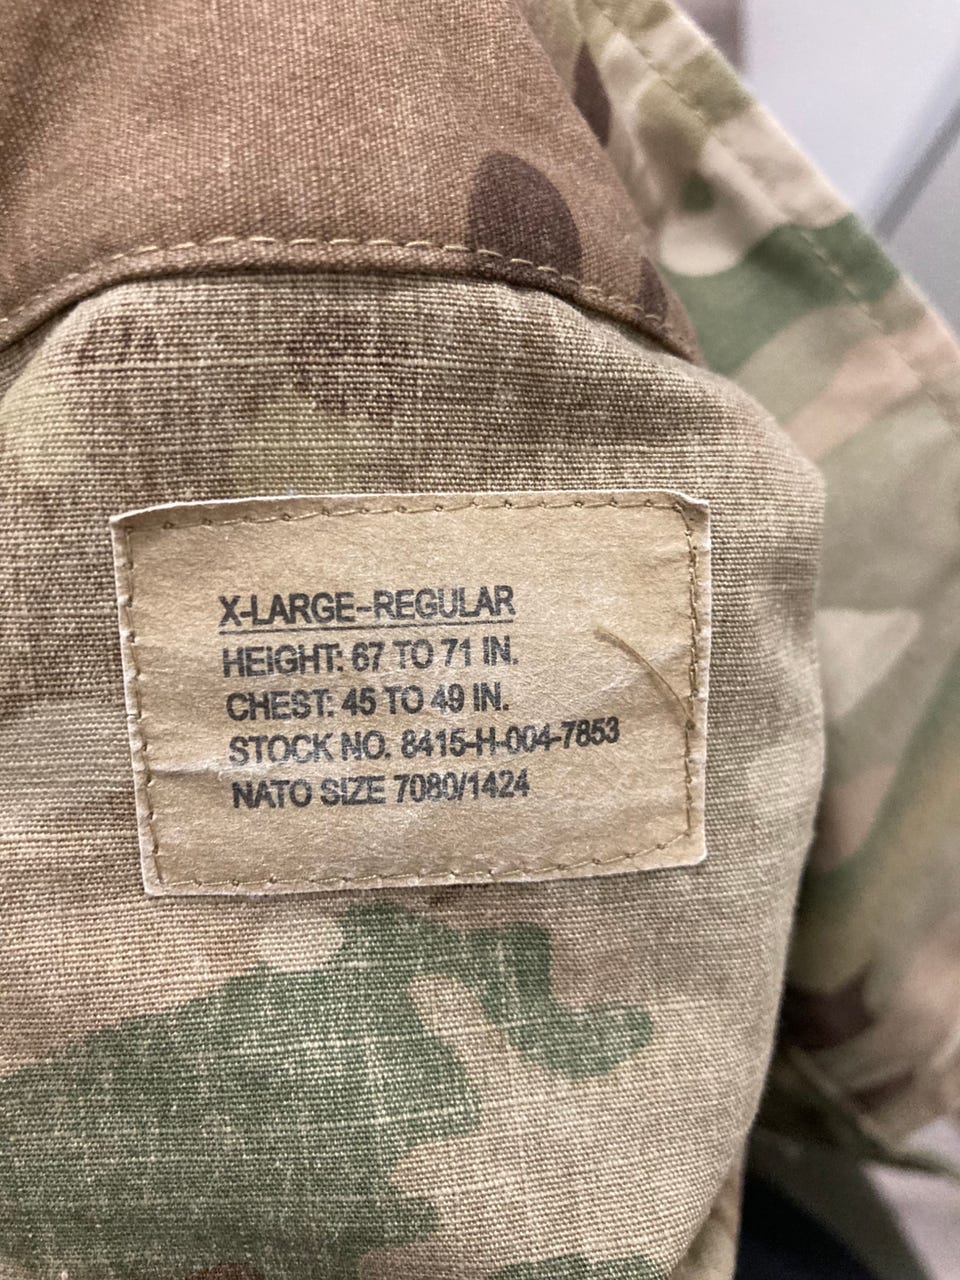 X-LARGE-REGULAR
HEIGHT: 67 TO 71 IN.
CHEST: 45 TO 49 IN.
STOCK NO. 8415-H-004-7853
NATO SIZE 7080/1424